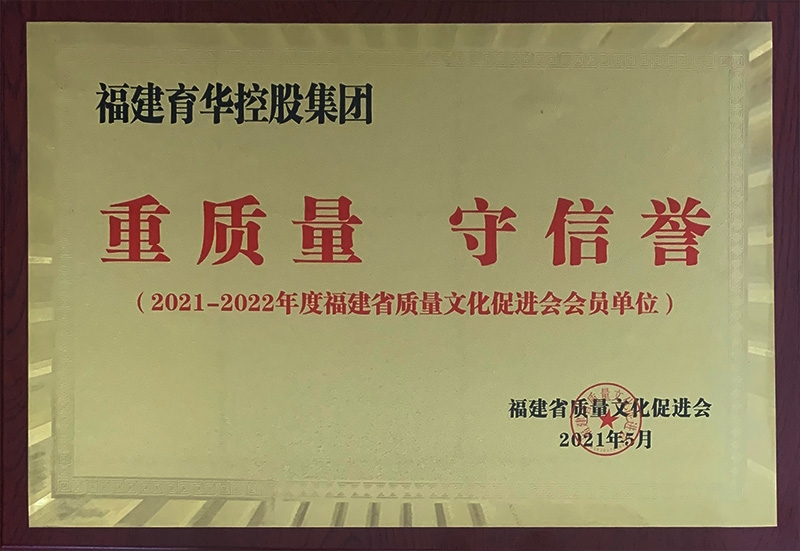 福建育华控股集团
重质量 守信誉
（2021-2022年度福建省质量文化促进会会员单位）
福建省质量文化促进会
2021年5月